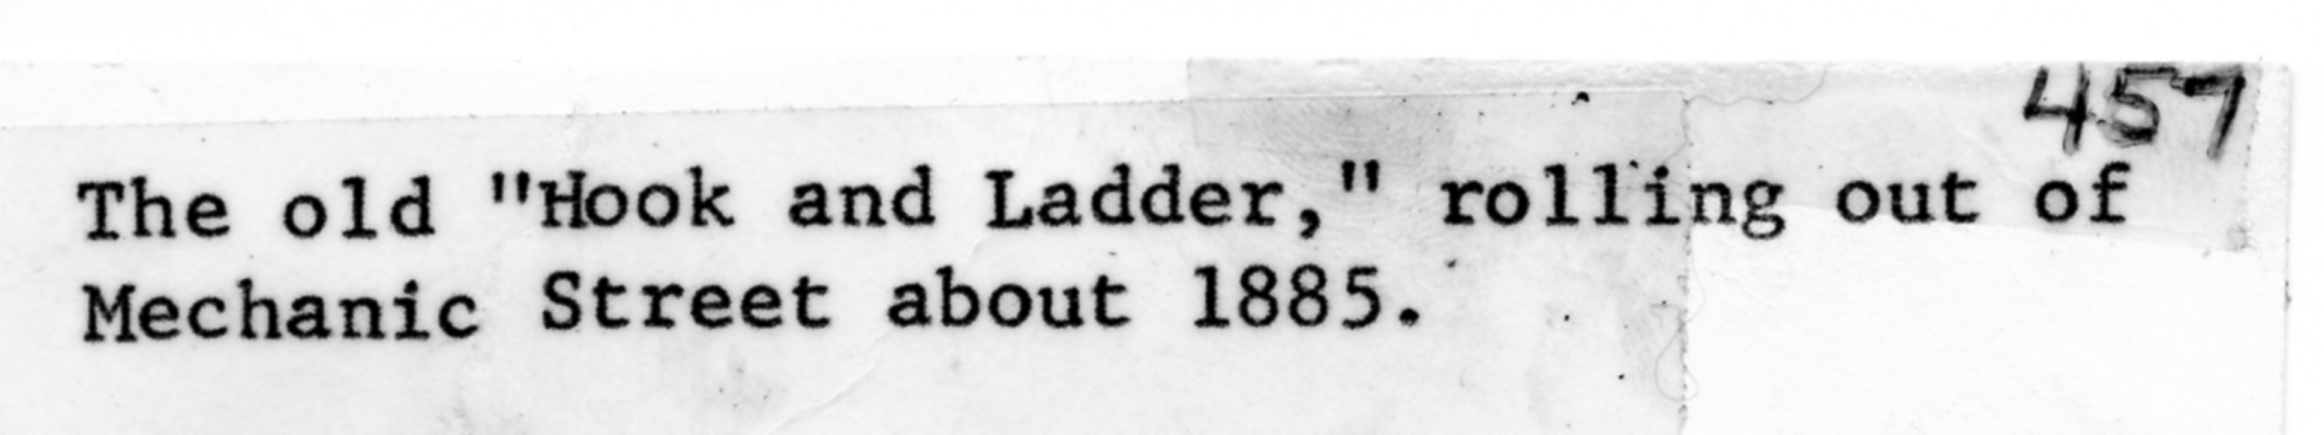 457
The old "Hook and Ladder," rolling out of
Mechanic Street about 1885.